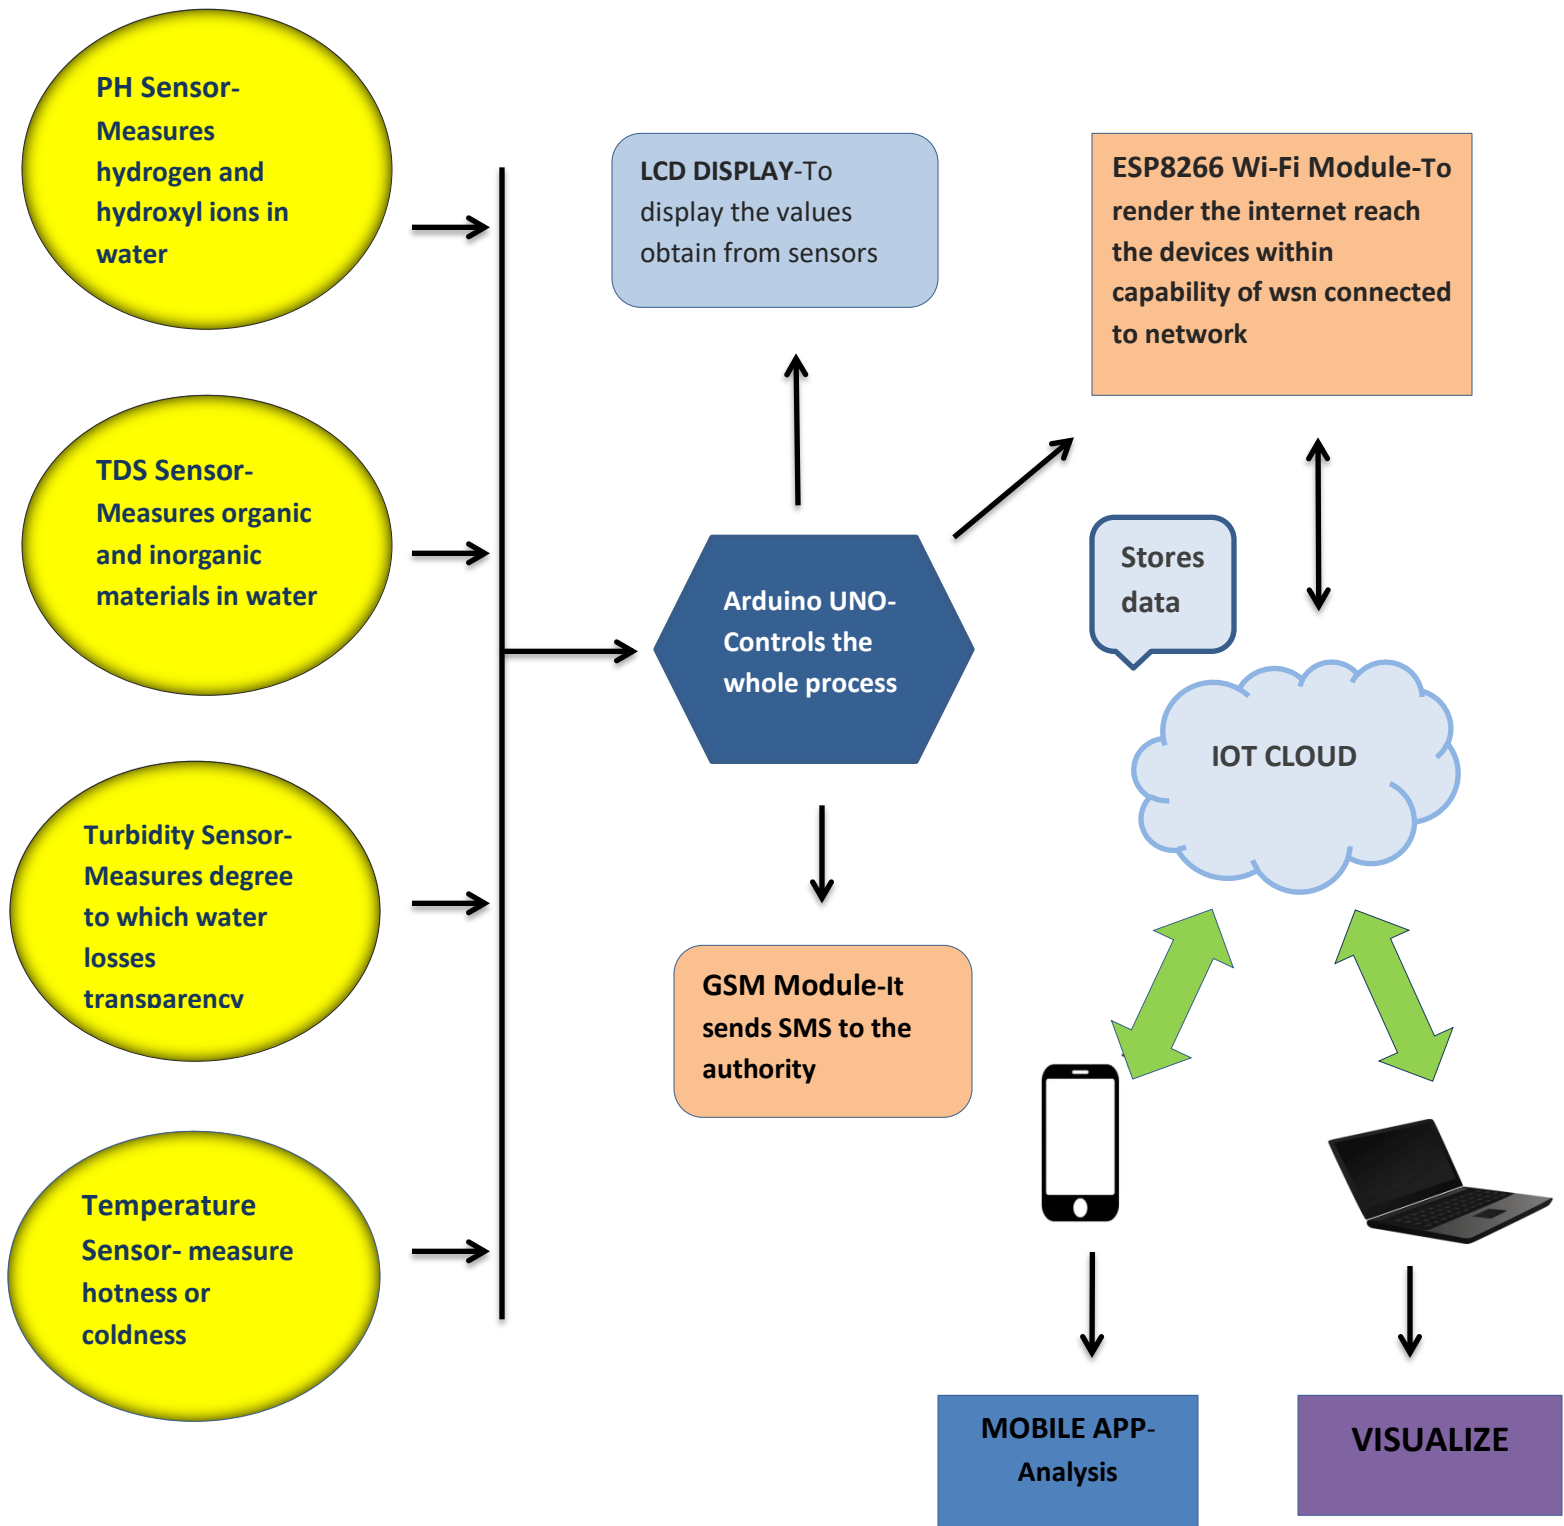 PH Sensor-
Measures
hydrogen and
hydroxyl ions in
water
TDS Sensor-
Measures organic
and inorganic
materials in water
Turbidity Sensor-
Measures degree
to which water
losses
transparency
Temperature
Sensor- measure
hotness or
coldness
LCD DISPLAY-To
display the values
obtain from sensors
Arduino UNO-
Controls the
whole process
GSM Module-It
sends SMS to the
authority
ESP8266 Wi-Fi Module-To
render the internet reach
the devices within
capability of wsn connected
to network
Stores
data
IOT CLOUD
MOBILE APP-
Analysis
VISUALIZE